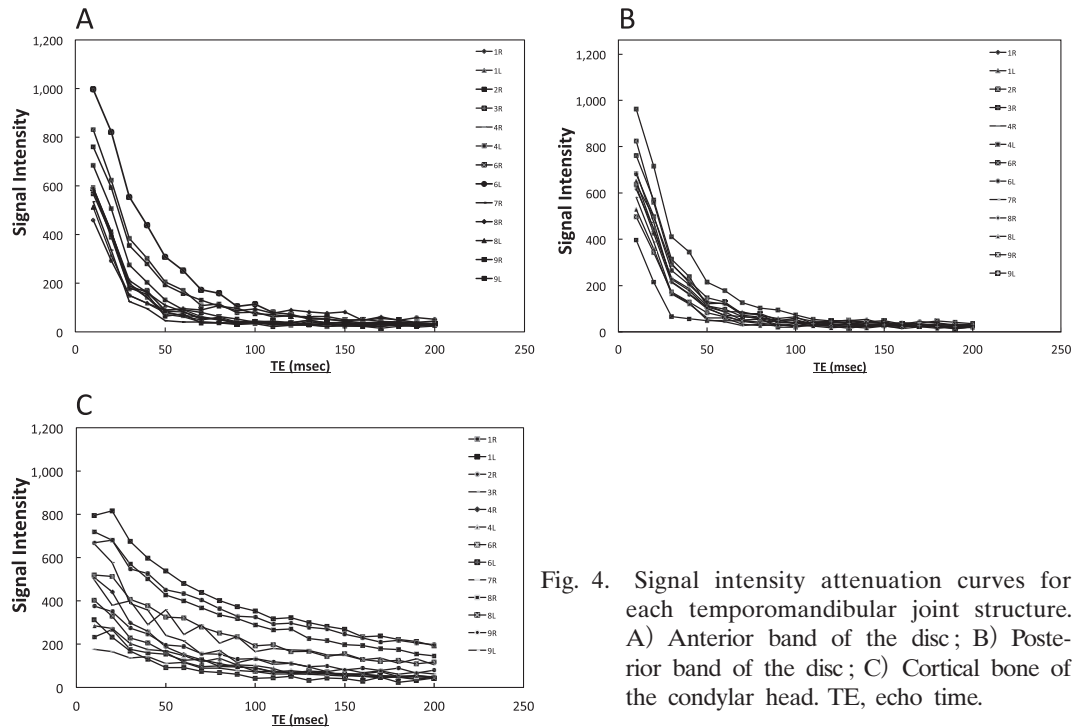 A
1,200
1,000
800
600
400
200
0
Signal Intensity
0 50 100 150 200 250
TE (msec)
1R
1L
2R
3R
4R
4L
6R
6L
7R
8R
8L
9R
9L
B
1,200
1,000
800
600
400
200
0
Signal Intensity
0 50 100 150 200 250
TE (msec)
1R
1L
2R
3R
4R
4L
6R
6L
7R
8R
8L
9R
9L
C
1,200
1,000
800
600
400
200
0
Signal Intensity
0 50 100 150 200 250
TE (msec)
1R
1L
2R
3R
4R
4L
6R
6L
7R
8R
8L
9R
9L
Fig. 4. Signal intensity attenuation curves for
each temporomandibular joint structure.
A) Anterior band of the disc; B) Poste-
rior band of the disc; C) Cortical bone of
the condylar head. TE, echo time.